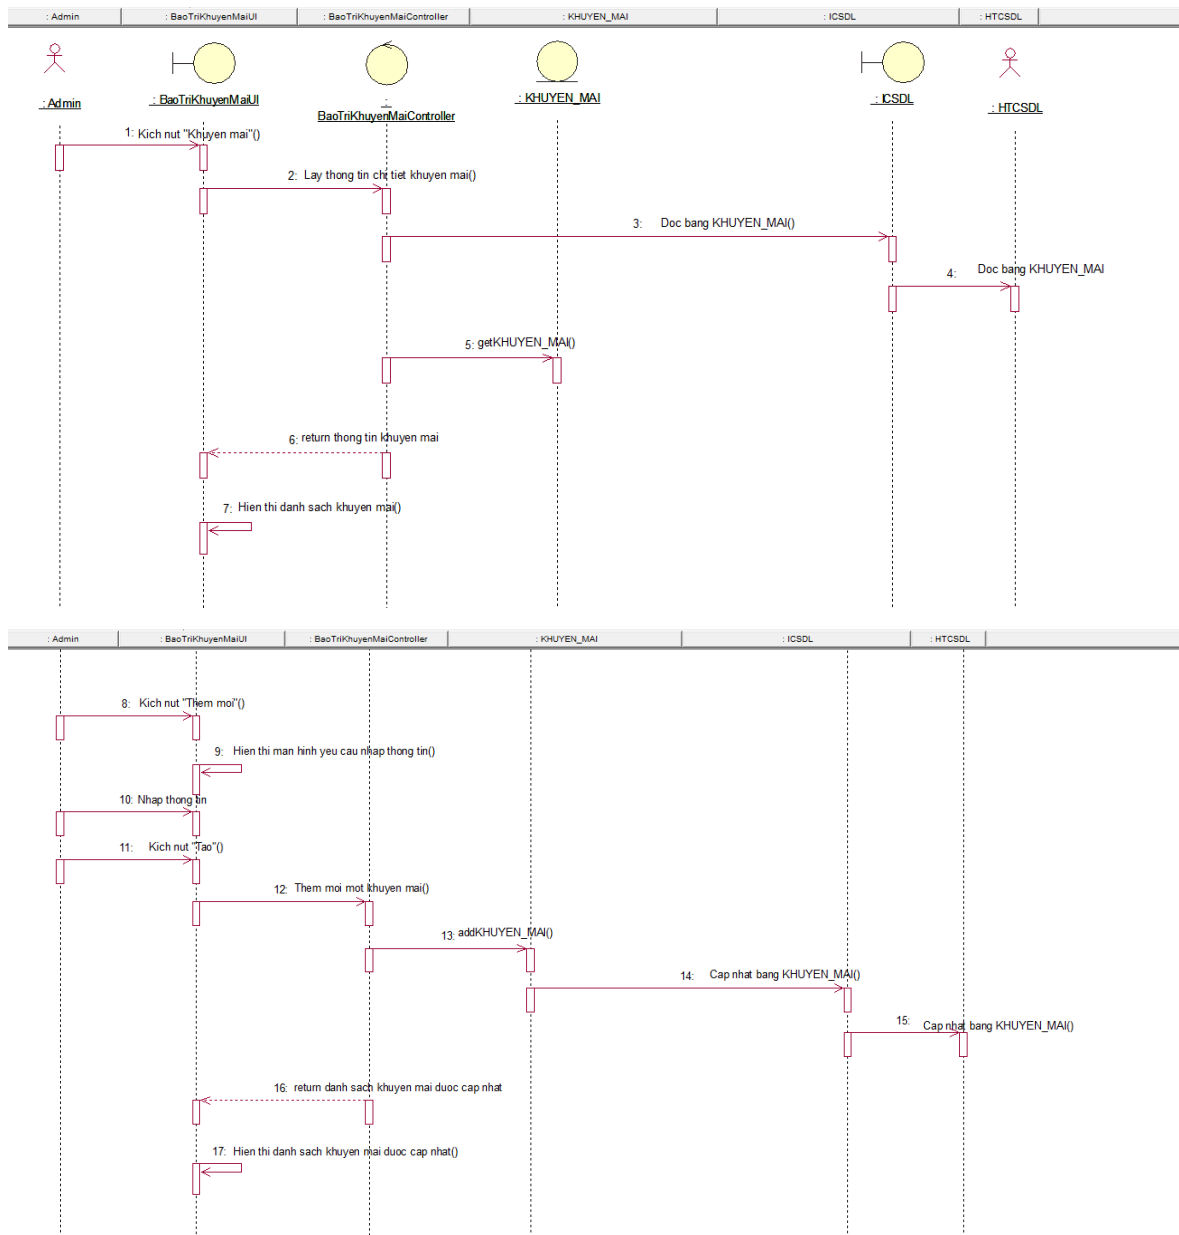 : Admin : BaoTriKhuyenMaiUI : BaoTriKhuyenMaiController : KHUYEN_MAI : ICSDL : HTCSDL
: Admin
: BaoTriKhuyenMaiUI
:
BaoTriKhuyenMaiController
: KHUYEN_MAI
: ICSDL
: HTCSDL
1: Kich nut "Khuyen mai"()
2: Lay thong tin chi tiet khuyen mai()
3: Doc bang KHUYEN_MAI()
4: Doc bang KHUYEN_MAI
5: getKHUYEN_MAI()
6: return thong tin khuyen mai
7: Hien thi danh sach khuyen mai()
: Admin : BaoTriKhuyenMaiUI : BaoTriKhuyenMaiController : KHUYEN_MAI : ICSDL : HTCSDL
8: Kich nut "Them moi"()
9: Hien thi man hinh yeu cau nhap thong tin()
10: Nhap thong tin
11: Kich nut "Tao"()
12: Them moi mot khuyen mai()
13: addKHUYEN_MAI()
14: Cap nhat bang KHUYEN_MAI()
15: Cap nhat bang KHUYEN_MAI()
16: return danh sach khuyen mai duoc cap nhat
17: Hien thi danh sach khuyen mai duoc cap nhat()